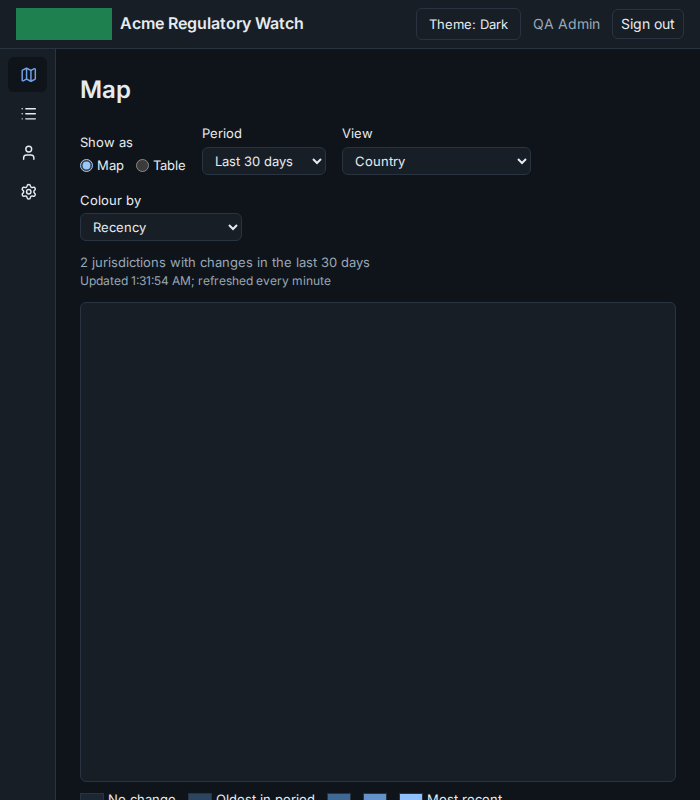 Acme Regulatory Watch
Theme: Dark
QA Admin
Sign out
Map
Show as
Map
Table
Period
Last 30 days
View
Country
Colour by
Recency
2 jurisdictions with changes in the last 30 days
Updated 1:31:54 AM; refreshed every minute
No change
Oldest in period
Most recent